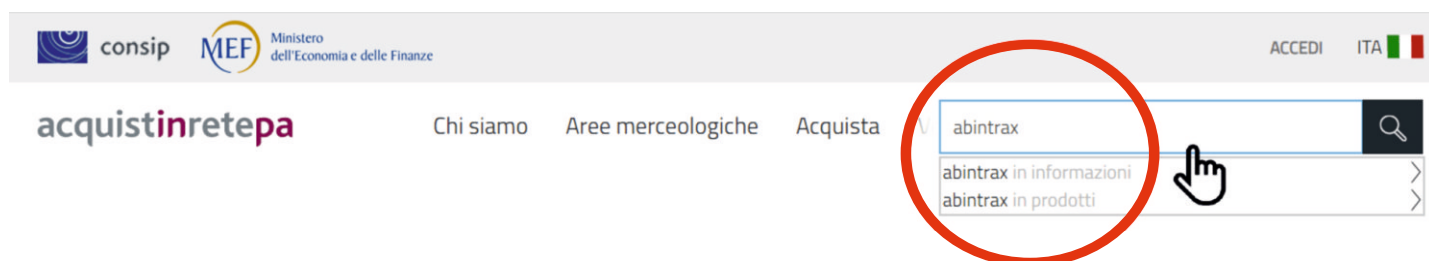 consip MEF Ministero
dell'Economia e delle Finanze
ACCEDI ITA
acquistinretepa Chi siamo Aree merceologiche Acquista V abintrax
abintrax in informazioni
abintrax in prodotti